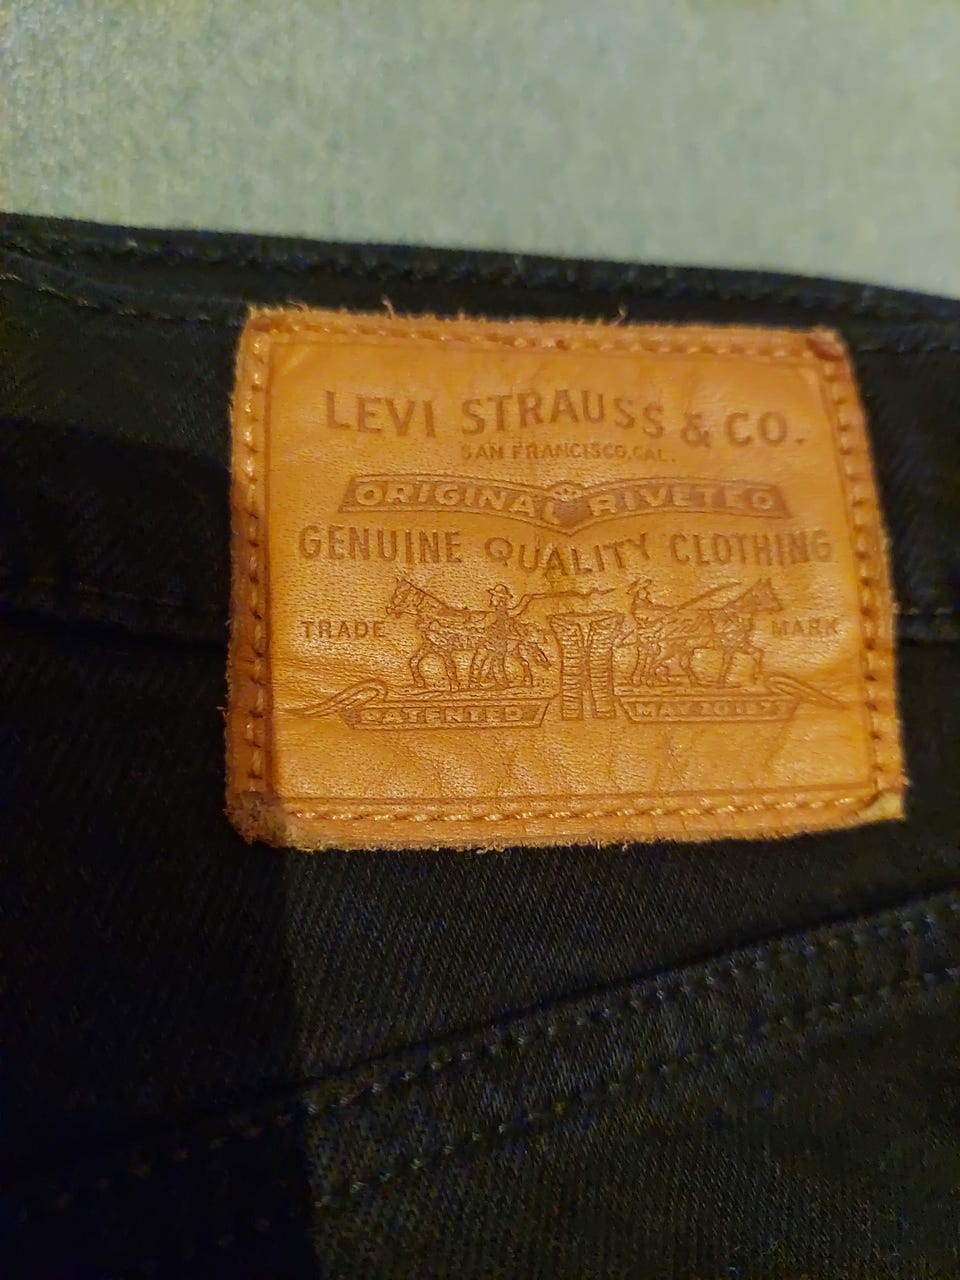 LEVI STRAUSS & CO.
SAN FRANCISCO, CAL.
ORIGINAL RIVETED
GENUINE QUALITY CLOTHING
TRADE MARK
PATENTED MAY 20 1873